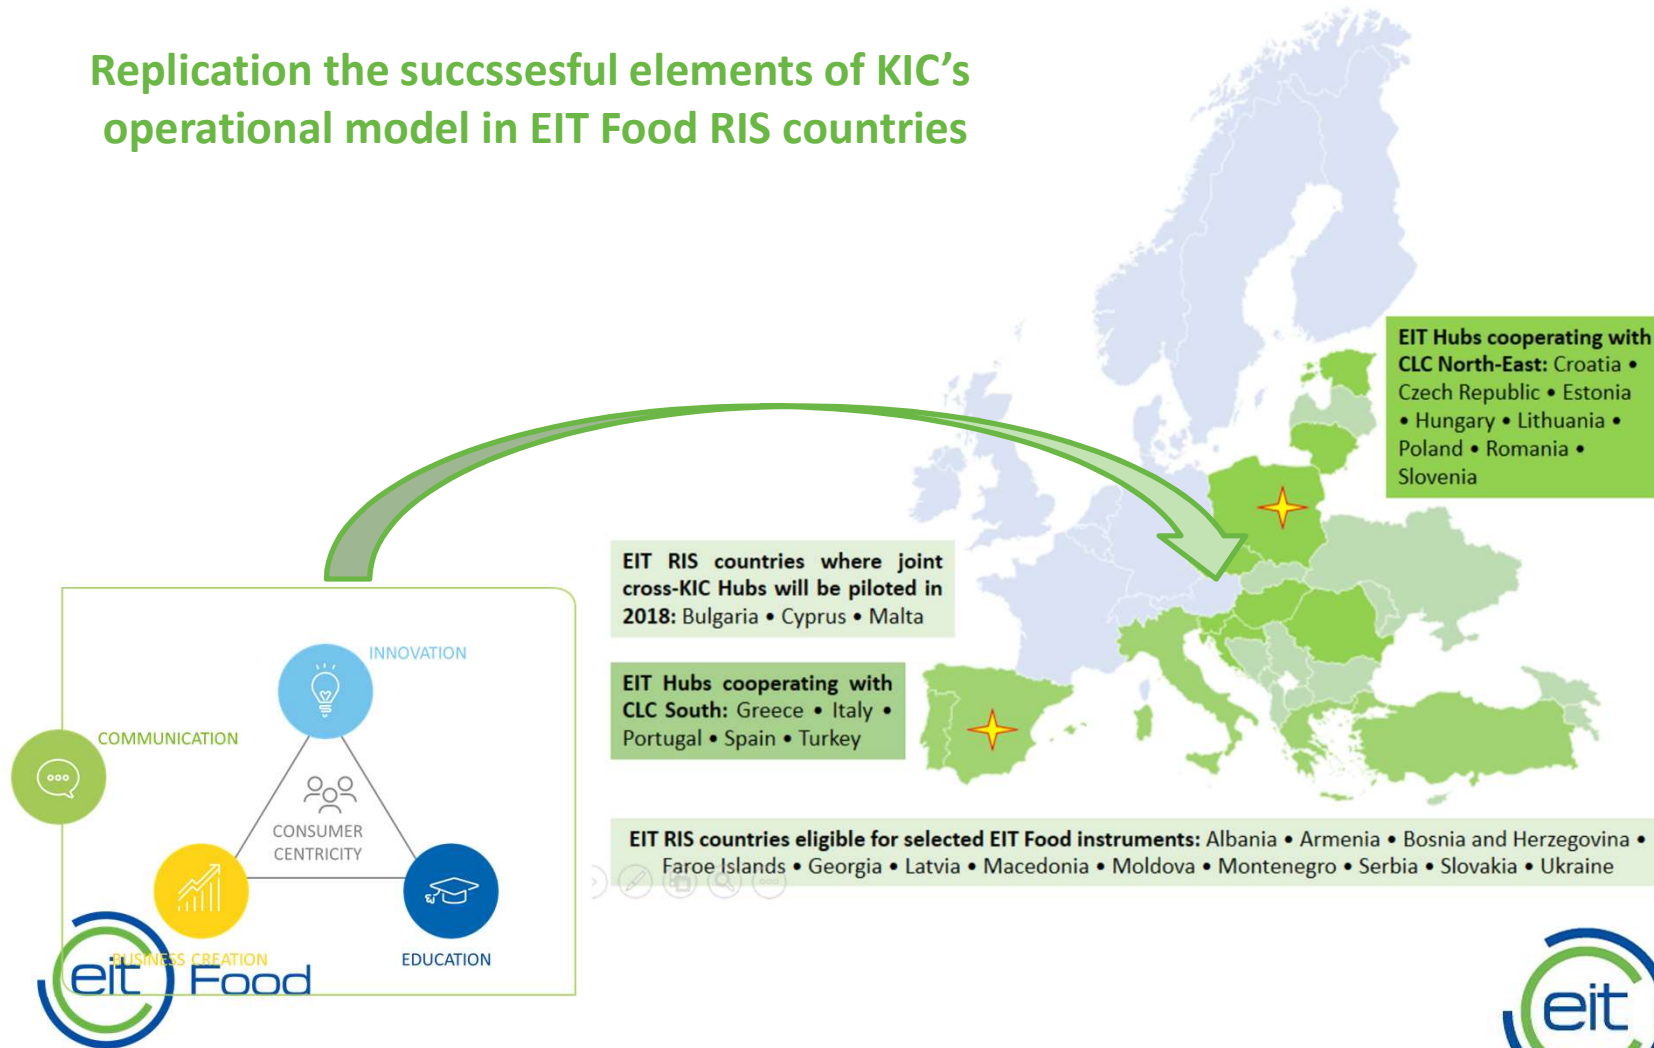 Replication the succssesful elements of KIC's
operational model in EIT Food RIS countries
EIT Hubs cooperating with
CLC North-East: Croatia •
Czech Republic • Estonia
• Hungary • Lithuania •
Poland • Romania •
Slovenia
EIT RIS countries where joint
cross-KIC Hubs will be piloted in
2018: Bulgaria • Cyprus • Malta
EIT Hubs cooperating with
CLC South: Greece • Italy •
Portugal • Spain • Turkey
EIT RIS countries eligible for selected EIT Food instruments: Albania • Armenia • Bosnia and Herzegovina •
Faroe Islands • Georgia • Latvia • Macedonia • Moldova • Montenegro • Serbia • Slovakia • Ukraine
INNOVATION
COMMUNICATION
CONSUMER
CENTRICITY
BUSINESS CREATION
EDUCATION
eit Food
eit